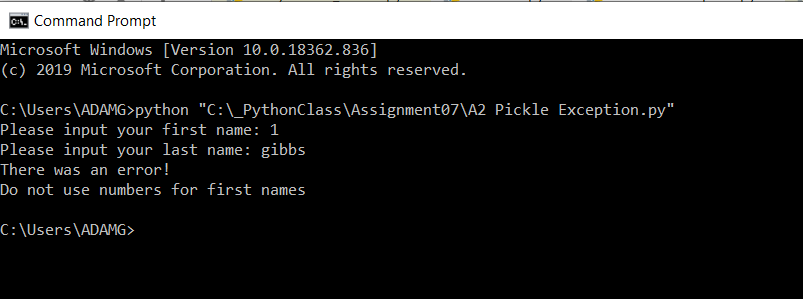 Command Prompt
Microsoft Windows [Version 10.0.18362.836]
(c) 2019 Microsoft Corporation. All rights reserved.
C:\Users\ADAMG>python "C:\_PythonClass\Assignment07\A2 Pickle Exception.py"
Please input your first name: 1
Please input your last name: gibbs
There was an error!
Do not use numbers for first names
C:\Users\ADAMG>